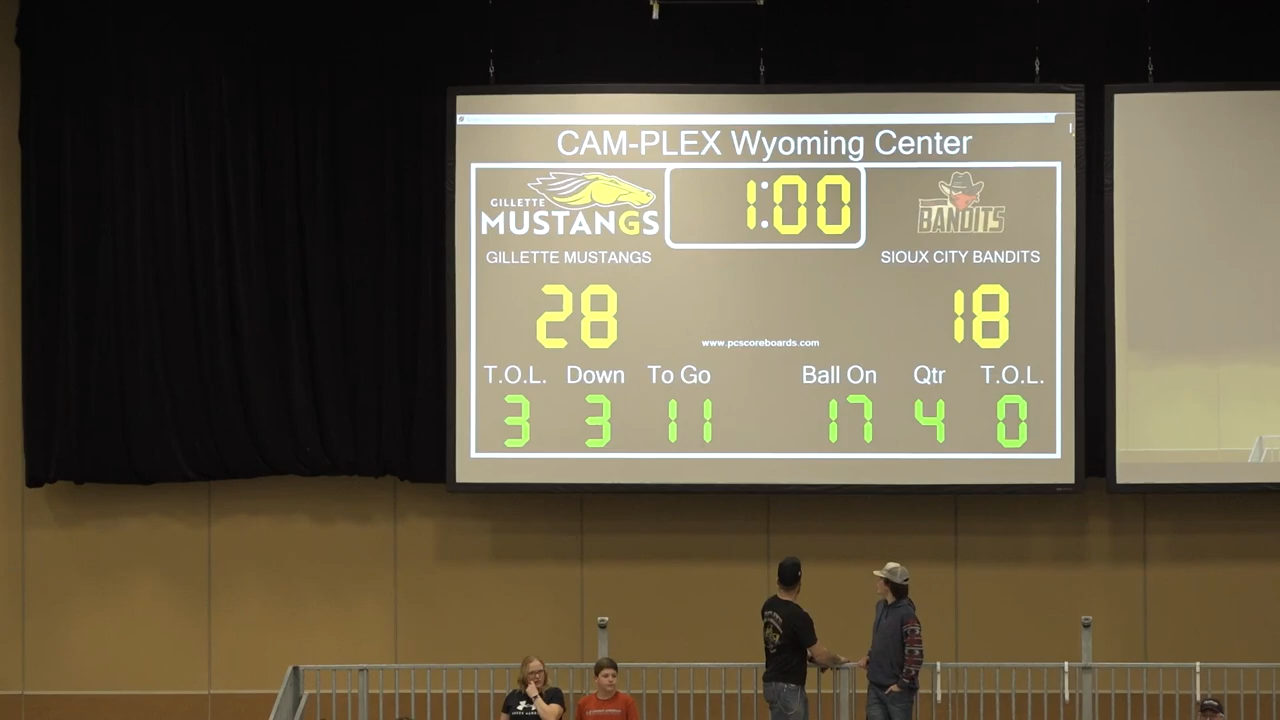 CAM-PLEX Wyoming Center
GILLETTE
MUSTANGS
1:00
BANDITS
GILLETTE MUSTANGS
SIOUX CITY BANDITS
28
18
www.pcscoreboards.com
T.O.L. Down To Go Ball On Qtr T.O.L.
3 3 11 17 4 0